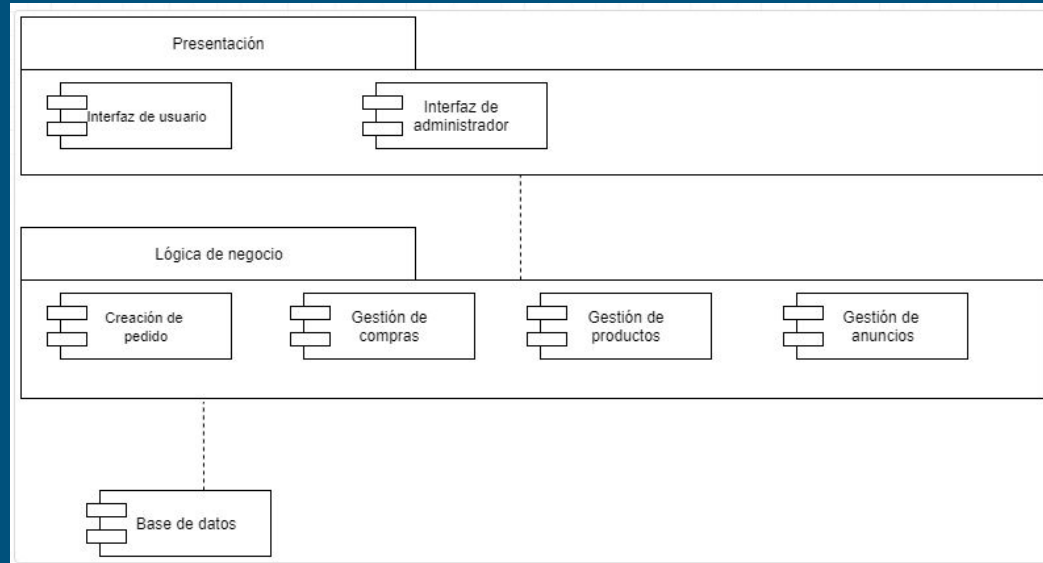 Presentación
Interfaz de usuario
Interfaz de
administrador
Lógica de negocio
Creación de
pedido
Gestión de
compras
Gestión de
productos
Gestión de
anuncios
Base de datos